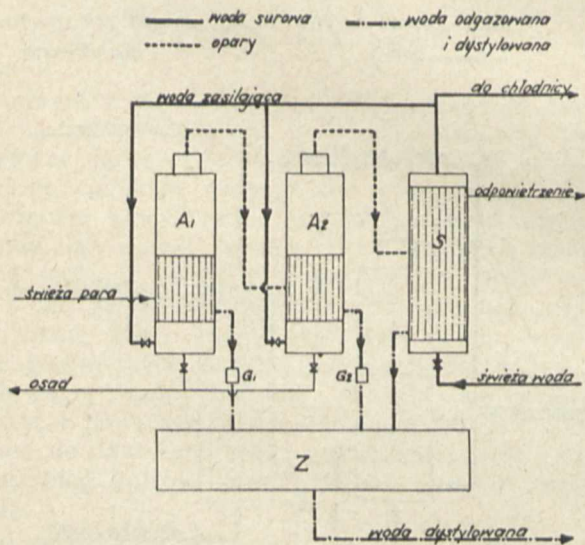 woda surowa
woda odgazowana
opary
i dystylowana
woda zasilająca
do chłodnicy
A1
A2
S
odpowietrzenie
świeża para
osad
G1
G2
świeża woda
Z
woda dystylowana